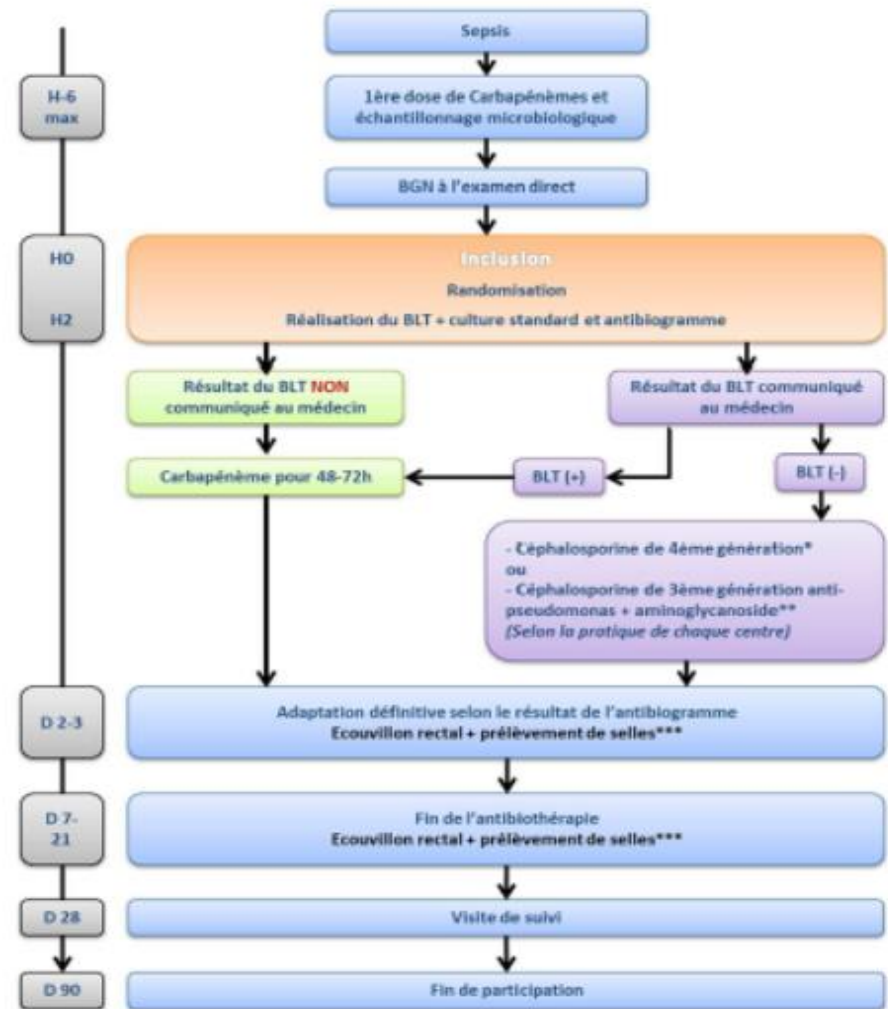 Sepsis
H-6
max
1ère dose de Carbapénèmes et
échantillonnage microbiologique
BGN à l'examen direct
H0
H2
Inclusion
Randomisation
Réalisation du BLT + culture standard et antibiogramme
Résultat du BLT NON
communiqué au médecin
Résultat du BLT communiqué
au médecin
Carbapénème pour 48-72h
BLT (+)
BLT (-)
- Céphalosporine de 4ème génération*
ou
- Céphalosporine de 3ème génération anti-
pseudomonas + aminoglycanoside**
(Selon la pratique de chaque centre)
D 2-3
Adaptation définitive selon le résultat de l'antibiogramme
Ecouvillon rectal + prélèvement de selles***
D 7-
21
Fin de l'antibiothérapie
Ecouvillon rectal + prélèvement de selles***
D 28
Visite de suivi
D 90
Fin de participation